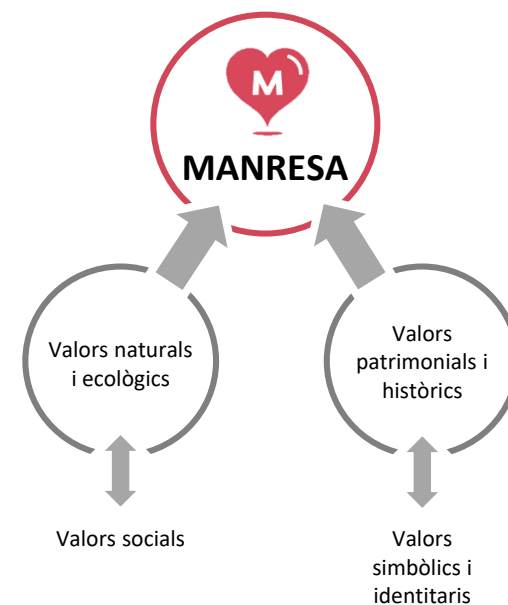 M
MANRESA
Valors naturals
i ecològics
Valors
patrimonials i
històrics
Valors socials
Valors
simbòlics i
identitaris